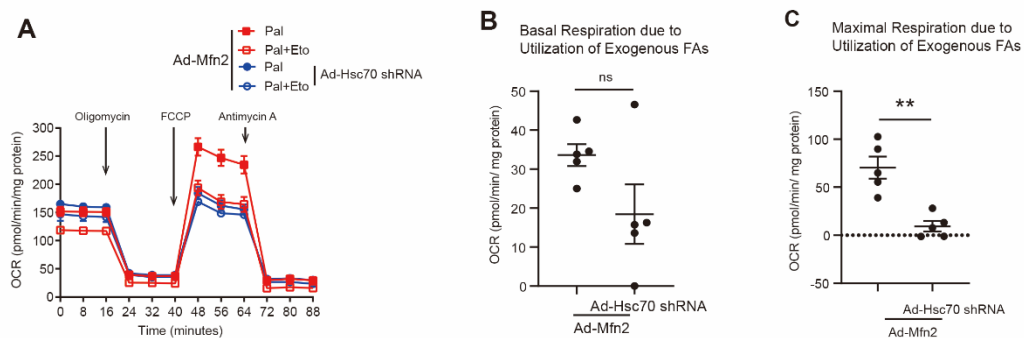 A
Ad-Mfn2
Pal
Pal+Eto
Pal
Pal+Eto
Ad-Hsc70 shRNA
Oligomycin
FCCP
Antimycin A
OCR (pmol/min/mg protein)
300
250
200
150
100
50
0
0 8 16 24 32 40 48 56 64 72 80 88
Time (minutes)
B
Basal Respiration due to
Utilization of Exogenous FAs
ns
OCR (pmol/min/ mg protein)
50
40
30
20
10
0
Ad-Hsc70 shRNA
Ad-Mfn2
C
Maximal Respiration due to
Utilization of Exogenous FAs
**
OCR (pmol/min/ mg protein)
150
100
50
0
-50
Ad-Hsc70 shRNA
Ad-Mfn2